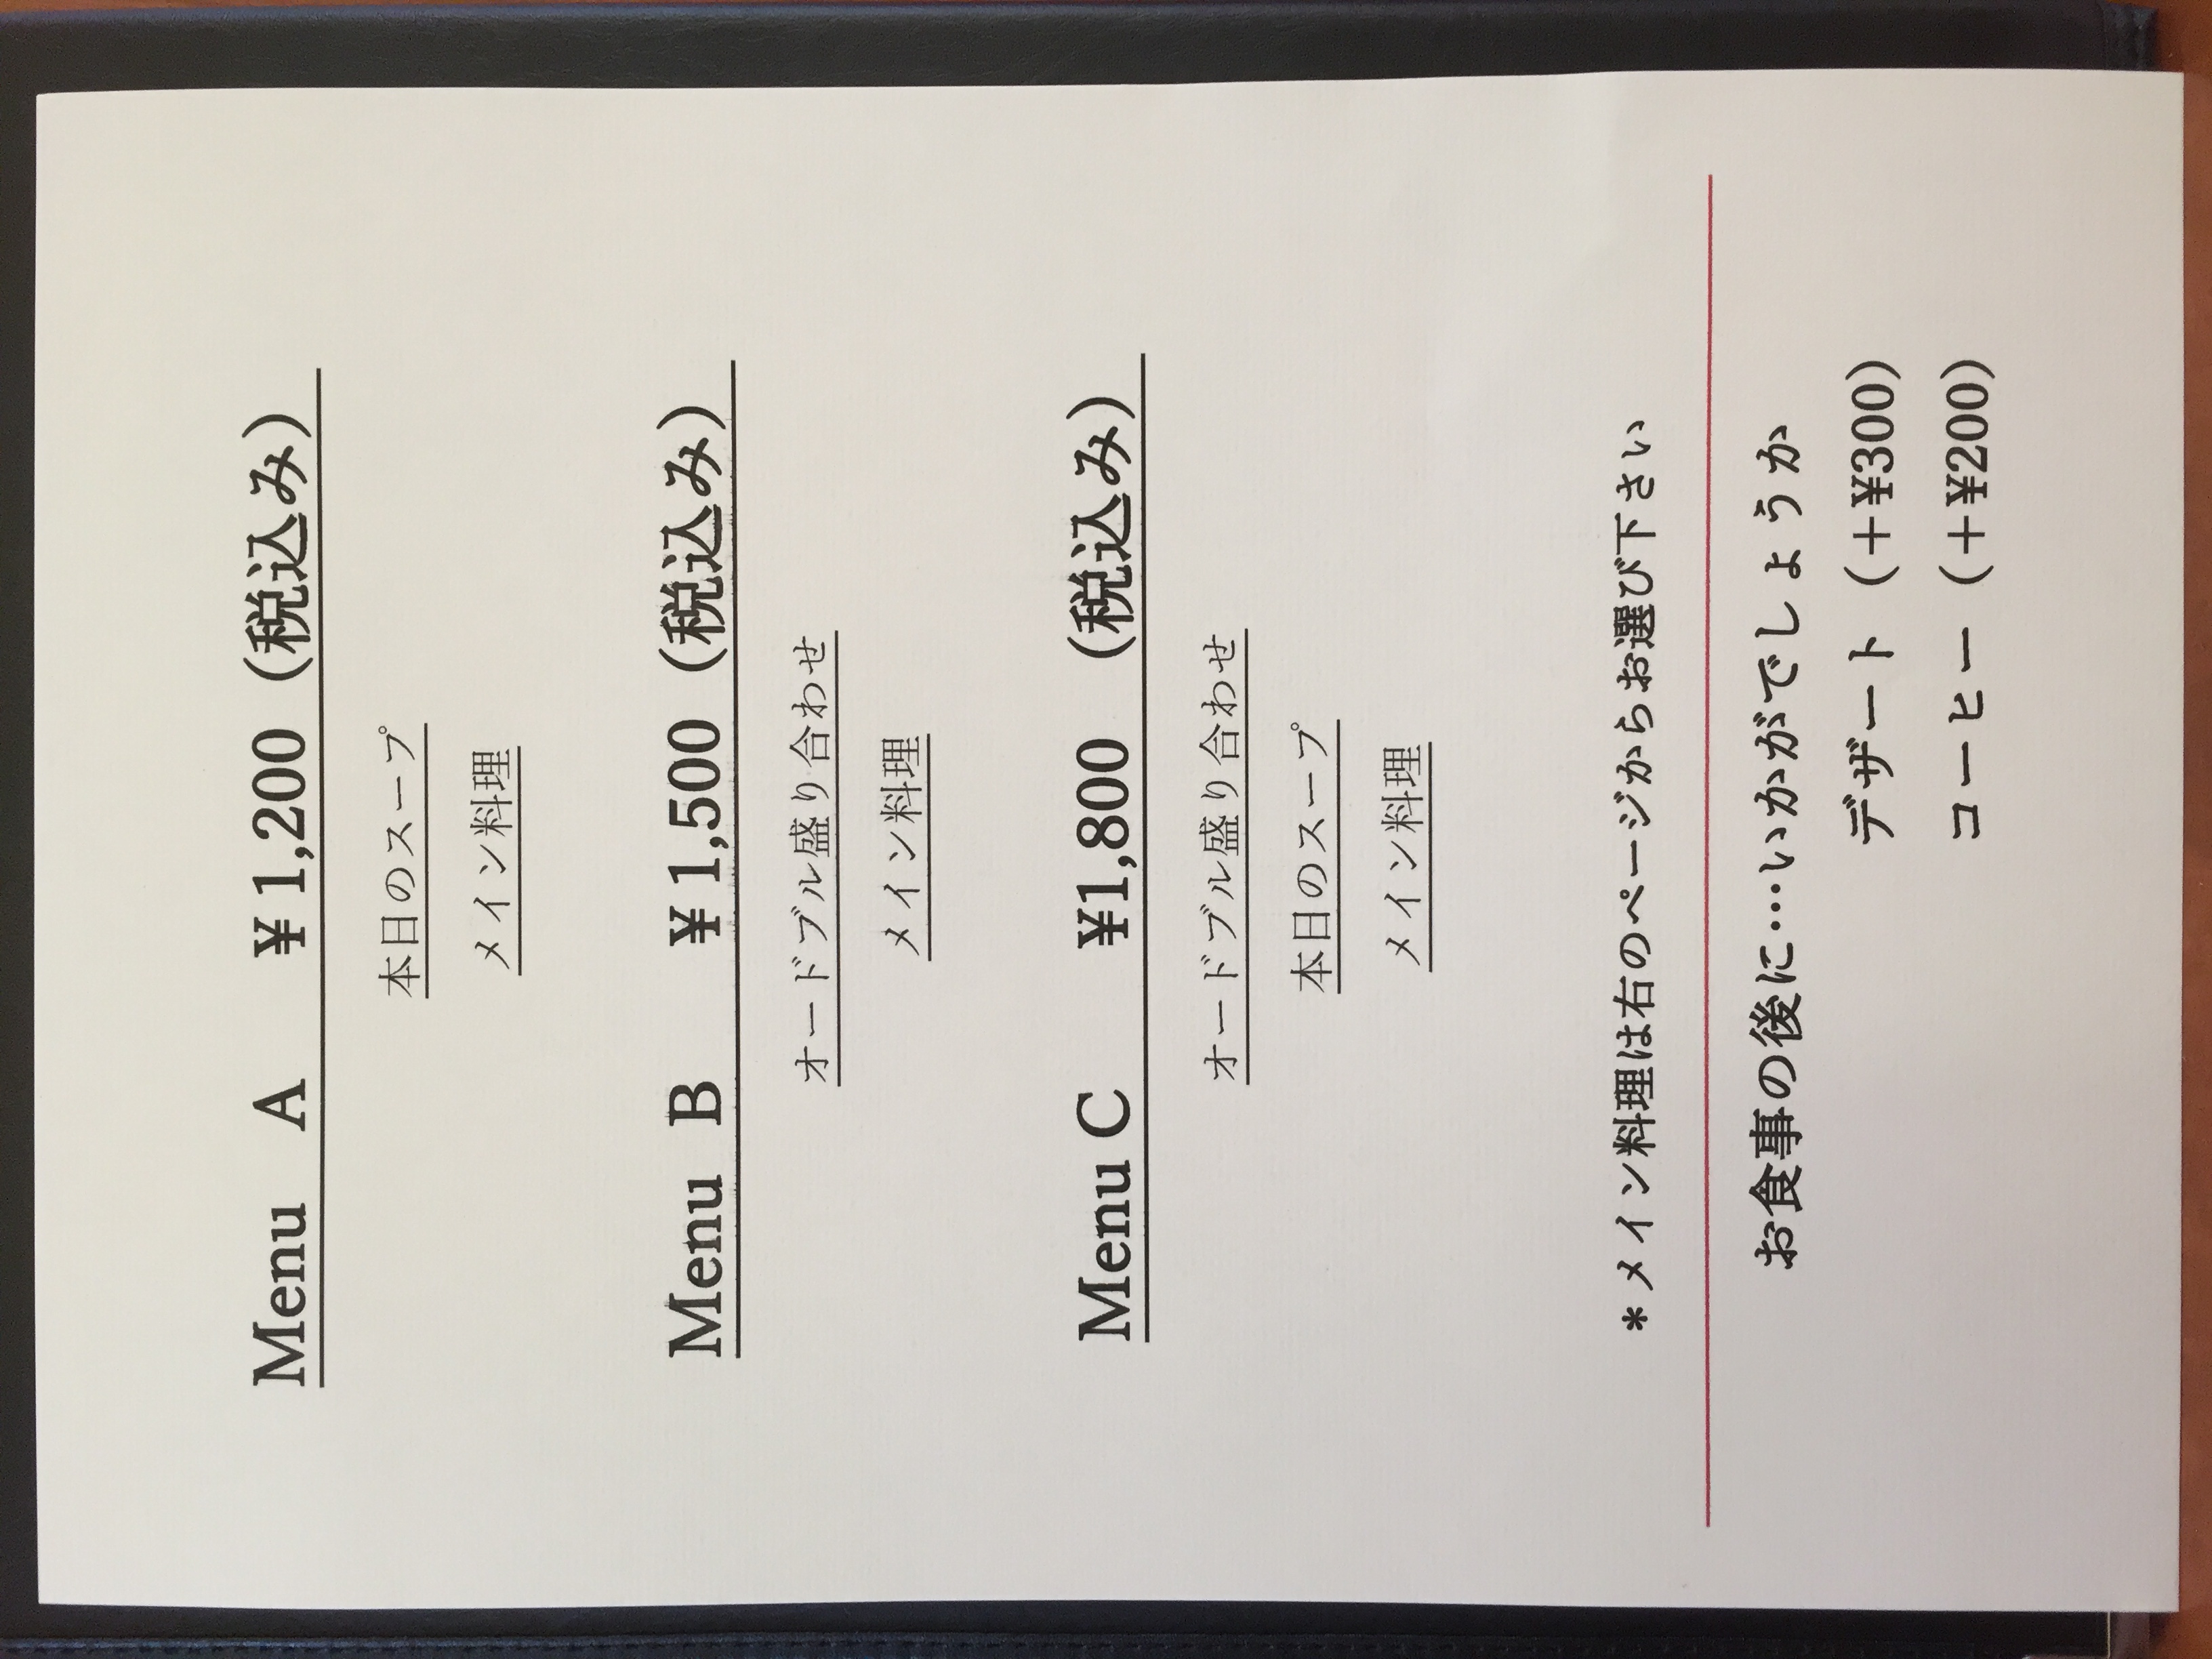 Menu A ¥1,200 (税込み)
本日のスープ
メイン料理
Menu B ¥1,500 (税込み)
オードブル盛り合わせ
メイン料理
Menu C ¥1,800 (税込み)
オードブル盛り合わせ
本日のスープ
メイン料理
*メイン料理は右のページからお選び下さい
お食事の後に…いかがでしょうか
デザート (+¥300)
コーヒー (+¥200)